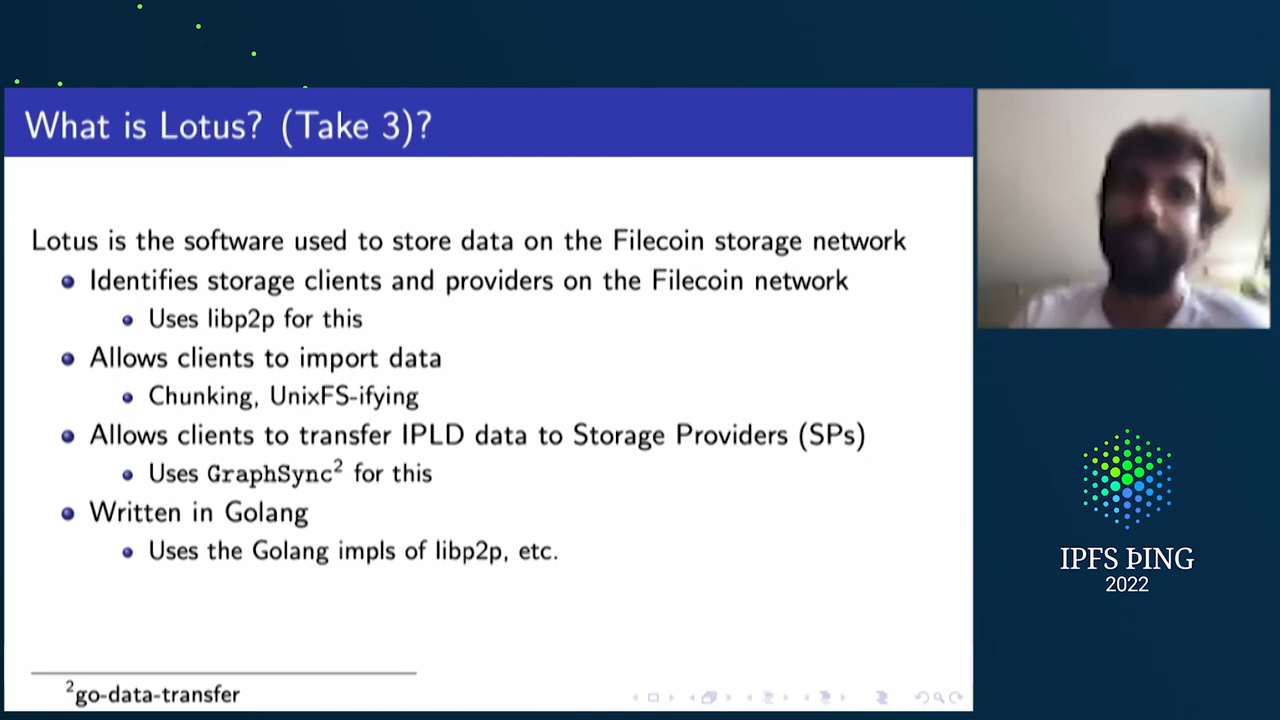 What is Lotus? (Take 3)?
Lotus is the software used to store data on the Filecoin storage network
Identifies storage clients and providers on the Filecoin network
Uses libp2p for this
Allows clients to import data
Chunking, UnixFS-ifying
Allows clients to transfer IPLD data to Storage Providers (SPs)
Uses GraphSync² for this
Written in Golang
Uses the Golang impls of libp2p, etc.
²go-data-transfer
IPFS ÞING
2022